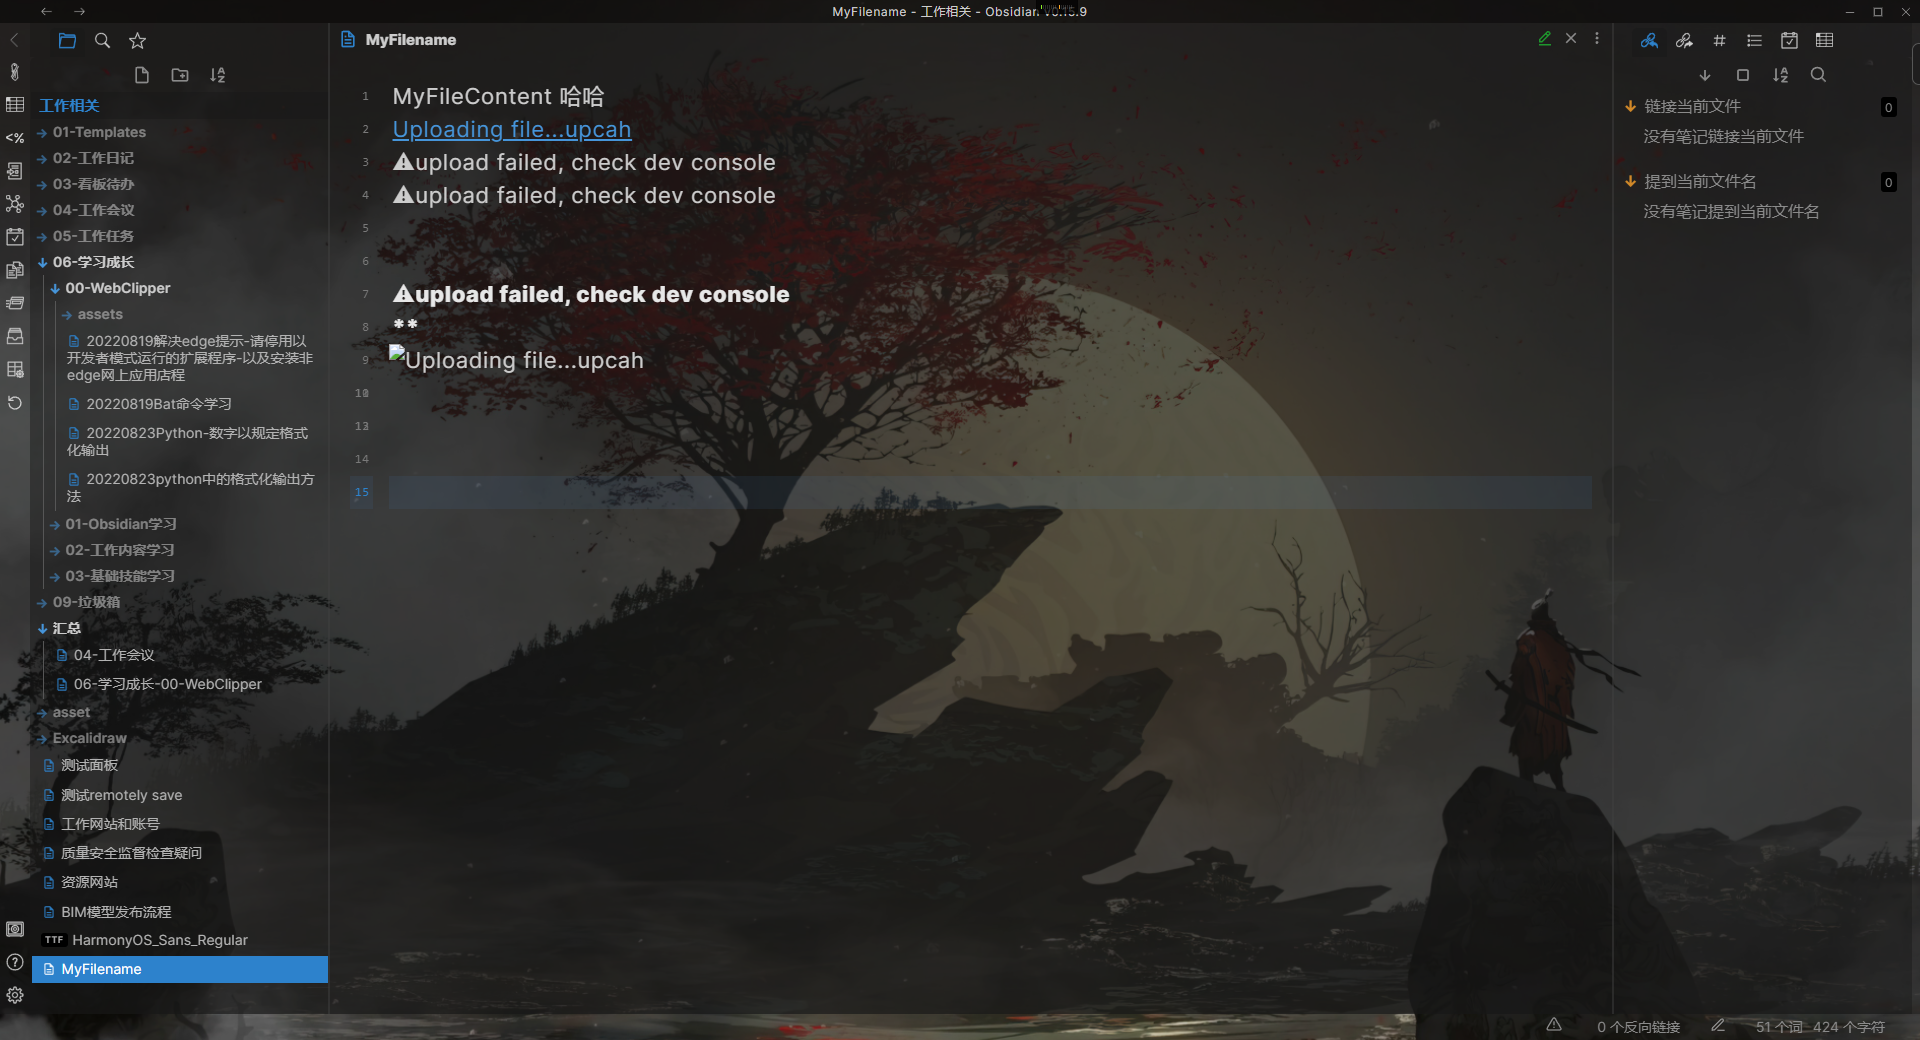 MyFilename - 工作相关 - Obsidian v0.15.9
MyFilename
工作相关
01-Templates
02-工作日记
03-看板待办
04-工作会议
05-工作任务
06-学习成长
00-WebClipper
assets
20220819解决edge提示-请停用以
开发者模式运行的扩展程序-以及安装非
edge网上应用店程
20220819Bat命令学习
20220823Python-数字以规定格式
化输出
20220823python中的格式化输出方
法
01-Obsidian学习
02-工作内容学习
03-基础技能学习
09-垃圾箱
汇总
04-工作会议
06-学习成长-00-WebClipper
asset
Excalidraw
测试面板
测试remotely save
工作网站和账号
质量安全监督检查疑问
资源网站
BIM模型发布流程
TTF HarmonyOS_Sans_Regular
MyFilename
1 MyFileContent 哈哈
2 Uploading file...upcah
3 ⚠upload failed, check dev console
4 ⚠upload failed, check dev console
5
6
7 ⚠upload failed, check dev console
8 **
9 Uploading file...upcah
14
15
链接当前文件 0
没有笔记链接当前文件
提到当前文件名 0
没有笔记提到当前文件名
0 个反向链接 51 个词 424 个字符